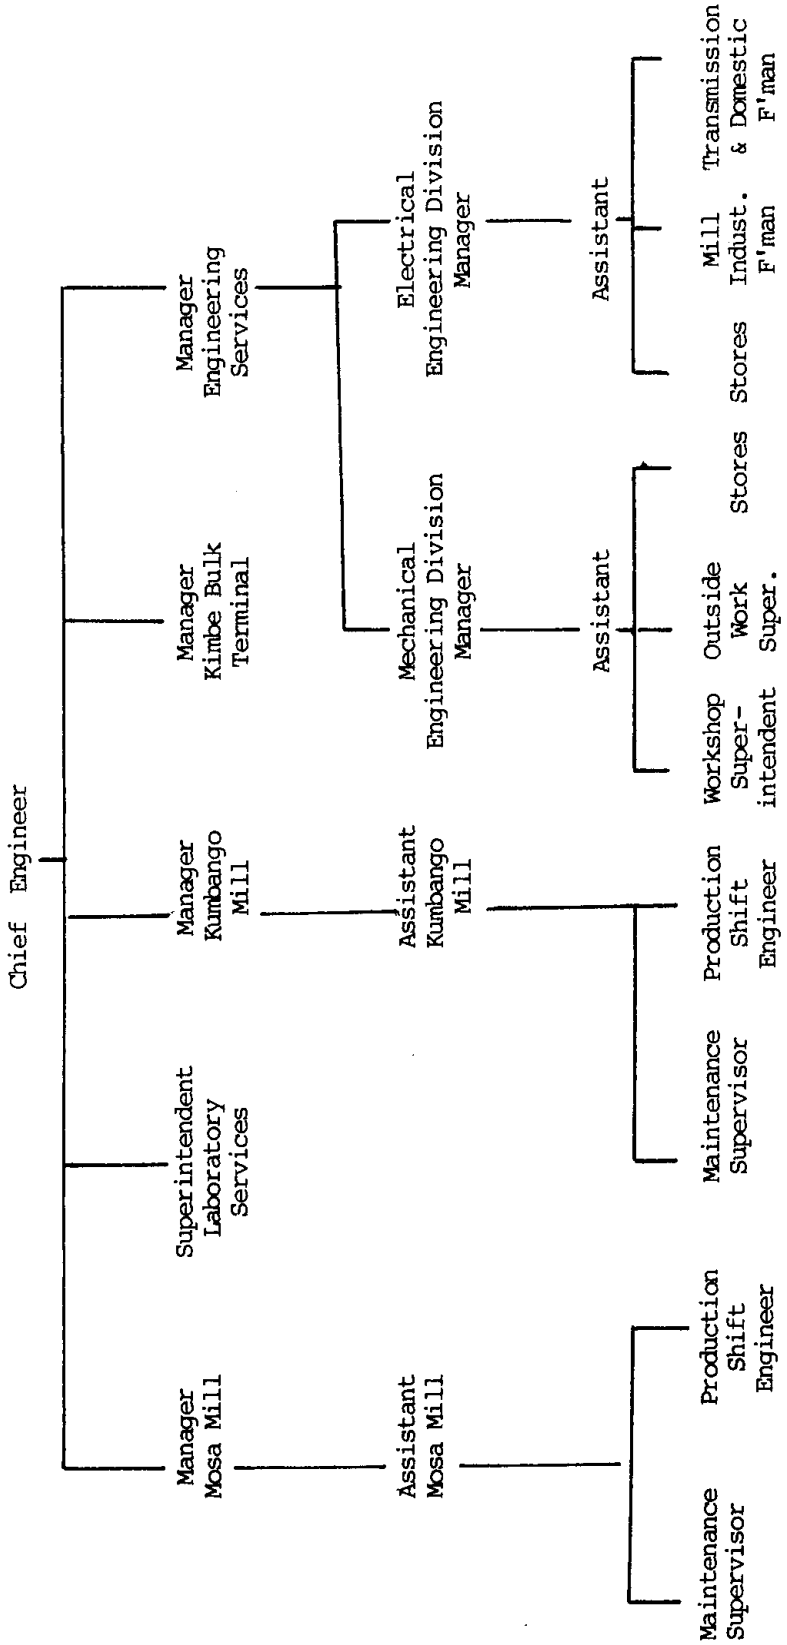 Chief Engineer
Manager
Mosa Mill
Superintendent
Laboratory
Services
Manager
Kumbango
Mill
Manager
Kimbe Bulk
Terminal
Manager
Engineering
Services
Assistant
Mosa Mill
Assistant
Kumbango
Mill
Mechanical
Engineering Division
Manager
Electrical
Engineering Division
Manager
Assistant
Assistant
Maintenance
Supervisor
Production
Shift
Engineer
Maintenance
Supervisor
Production
Shift
Engineer
Workshop
Super-
intendent
Outside
Work
Super.
Stores
Stores
Mill
Indust.
F'man
Transmission
& Domestic
F'man